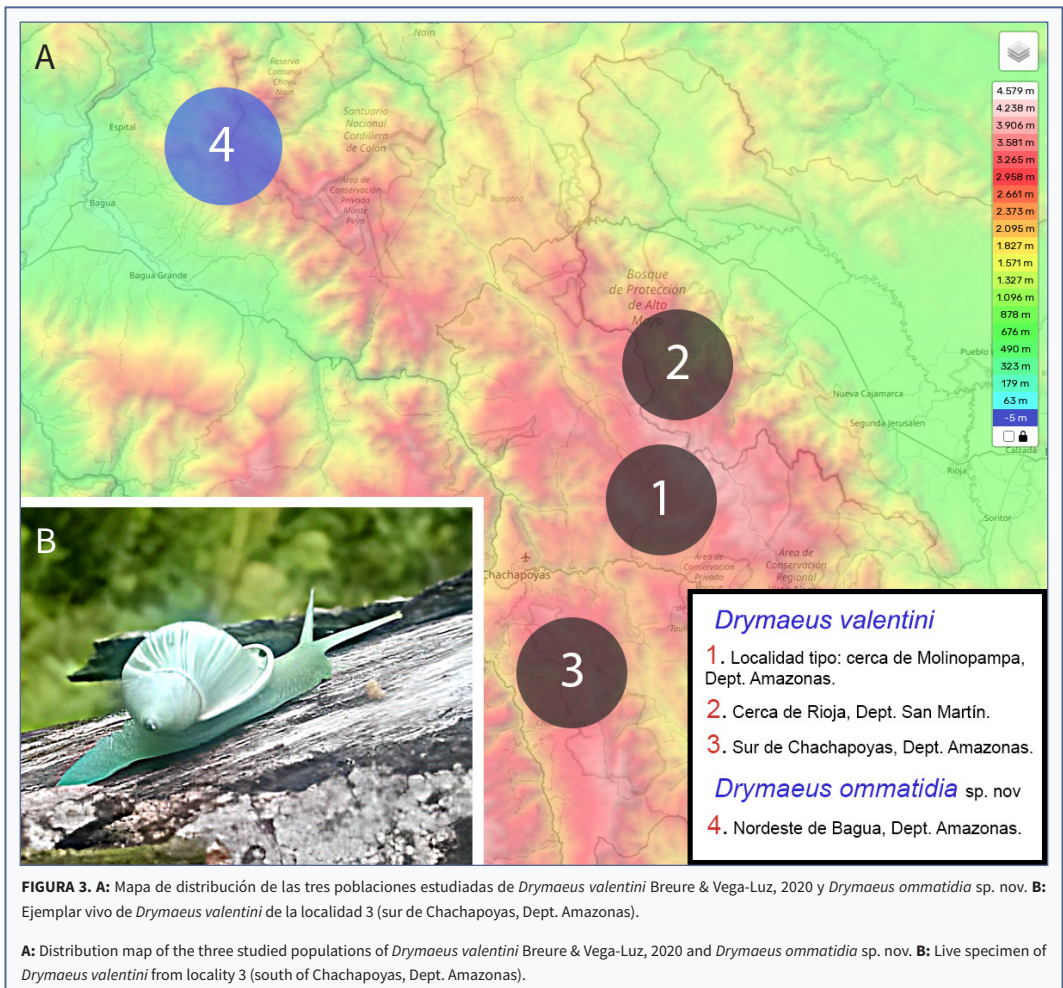 A
Nain
Reserva
Comunal
Chayu
Nain
Espital
Santuario
Nacional
Cordillera
de Colán
4
Bagua
Área de
Conservación
Privada
Monte
Puyo
Bongará
Bagua Grande
Bosque
de Protección
de Alto
Mayo
Rioja
2
Nueva Cajamarca
Segunda Jerusalen
Calzada
Rioja
Soritor
1
Chachapoyas
Área de
Conservación
Privada
Área de
Conservación
Regional
3
4.579 m
4.238 m
3.906 m
3.581 m
3.265 m
2.958 m
2.661 m
2.373 m
2.095 m
1.827 m
1.571 m
1.327 m
1.096 m
878 m
676 m
490 m
323 m
179 m
63 m
-5 m
B
Drymaeus valentini
1. Localidad tipo: cerca de Molinopampa,
Dept. Amazonas.
2. Cerca de Rioja, Dept. San Martín.
3. Sur de Chachapoyas, Dept. Amazonas.
Drymaeus ommatidia sp. nov
4. Nordeste de Bagua, Dept. Amazonas.
FIGURA 3. A: Mapa de distribución de las tres poblaciones estudiadas de Drymaeus valentini Breure & Vega-Luz, 2020 y Drymaeus ommatidia sp. nov. B:
Ejemplar vivo de Drymaeus valentini de la localidad 3 (sur de Chachapoyas, Dept. Amazonas).
A: Distribution map of the three studied populations of Drymaeus valentini Breure & Vega-Luz, 2020 and Drymaeus ommatidia sp. nov. B: Live specimen of
Drymaeus valentini from locality 3 (south of Chachapoyas, Dept. Amazonas).